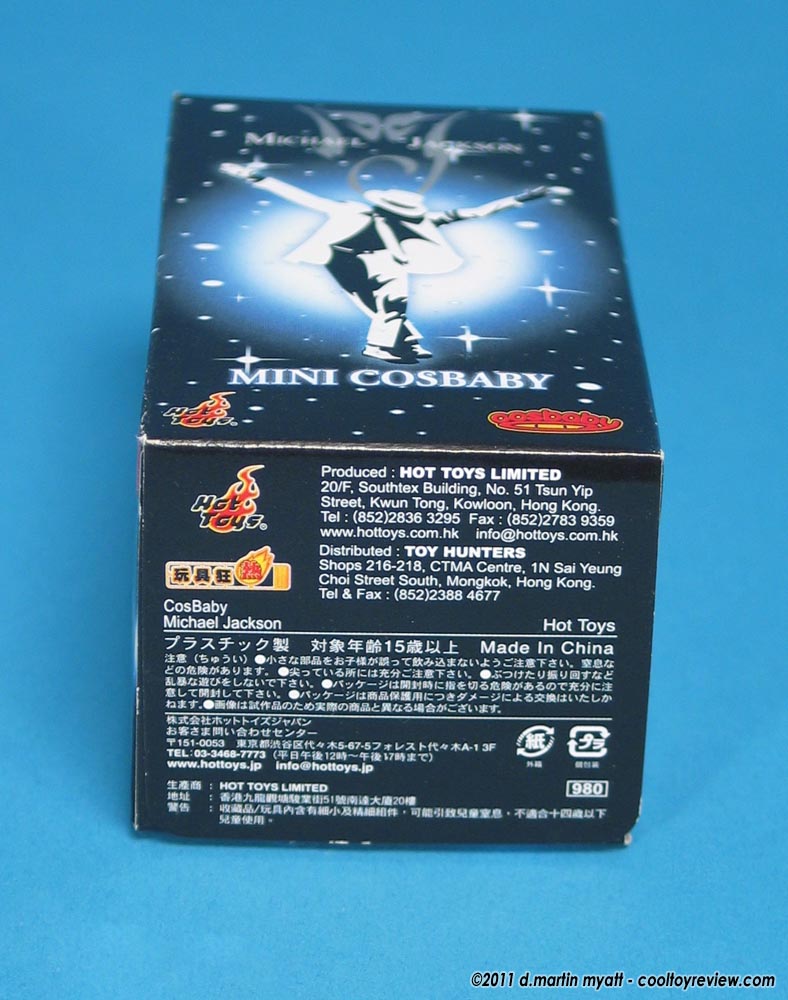 MICHAEL JACKSON
MINI COSBABY
HOT TOYS.
cosbaby
HOT TOYS.
Produced : HOT TOYS LIMITED
20/F, Southtex Building, No. 51 Tsun Yip
Street, Kwun Tong, Kowloon, Hong Kong.
Tel : (852)2836 3295 Fax : (852)2783 9359
www.hottoys.com.hk info@hottoys.com.hk
玩具狂
Distributed : TOY HUNTERS
Shops 216-218, CTMA Centre, 1N Sai Yeung
Choi Street South, Mongkok, Hong Kong.
Tel & Fax : (852)2388 4677
CosBaby
Michael Jackson
Hot Toys
プラスチック製 対象年齢15歳以上 Made In China
注意（ちゅうい）●小さな部品をお子様が誤って飲み込まないようご注意下さい。窒息な
どの危険があります。●尖っている所には充分ご注意下さい。●ぶつけたり振り回すなど
乱暴な遊びをしないで下さい。●パッケージは開封時に指を切る危険があるので充分に注
意して開封して下さい。●パッケージは商品保護用につきダメージによる交換はいたしか
ねます。●画像は試作品のため実際の商品と異なる場合がございます。
株式会社ホットトイズジャパン
お客さま問い合わせセンター
〒151-0053 東京都渋谷区代々木5-67-5フォレスト代々木A-1 3F
TEL:03-3468-7773（平日午後12時〜午後17時まで）
www.hottoys.jp info@hottoys.jp
紙
外箱
プラ
個包装
生產商 : HOT TOYS LIMITED
980
地址 : 香港九龍觀塘駿業街51號南達大廈20樓
警告 : 收藏品/玩具內含有細小及精細組件，可能引致兒童窒息，不適合十四歲以下
兒童使用。
©2011 d.martin myatt - cooltoyreview.com